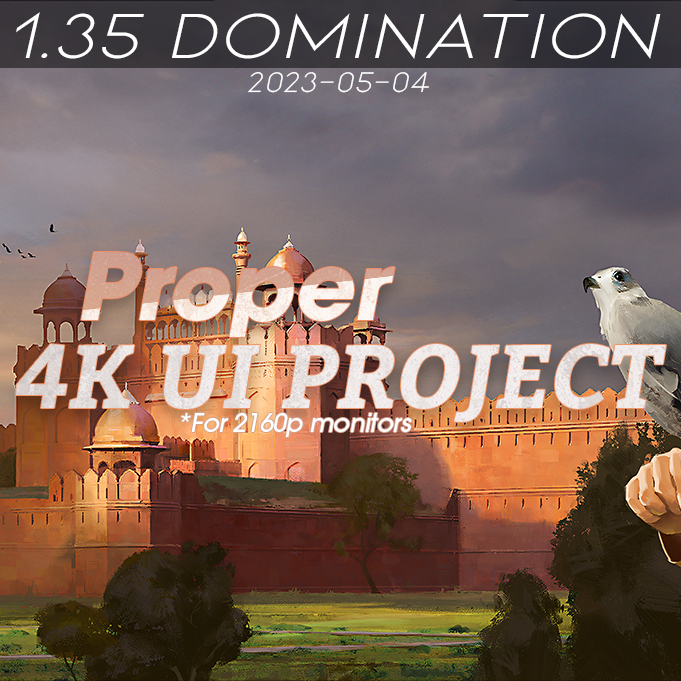 1.35 DOMINATION
2023-05-04
Proper
4K UI PROJECT
*For 2160p monitors